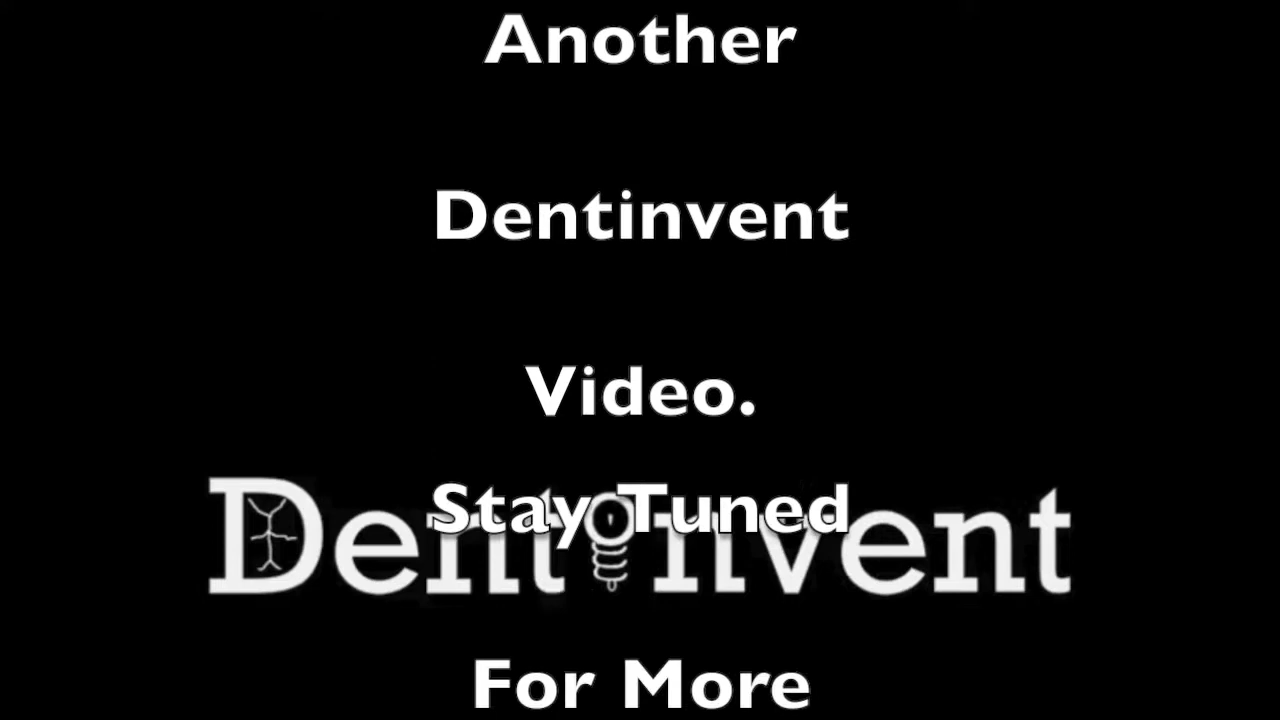 Another
Dentinvent
Video.
Stay Tuned
Dentinvent
For More